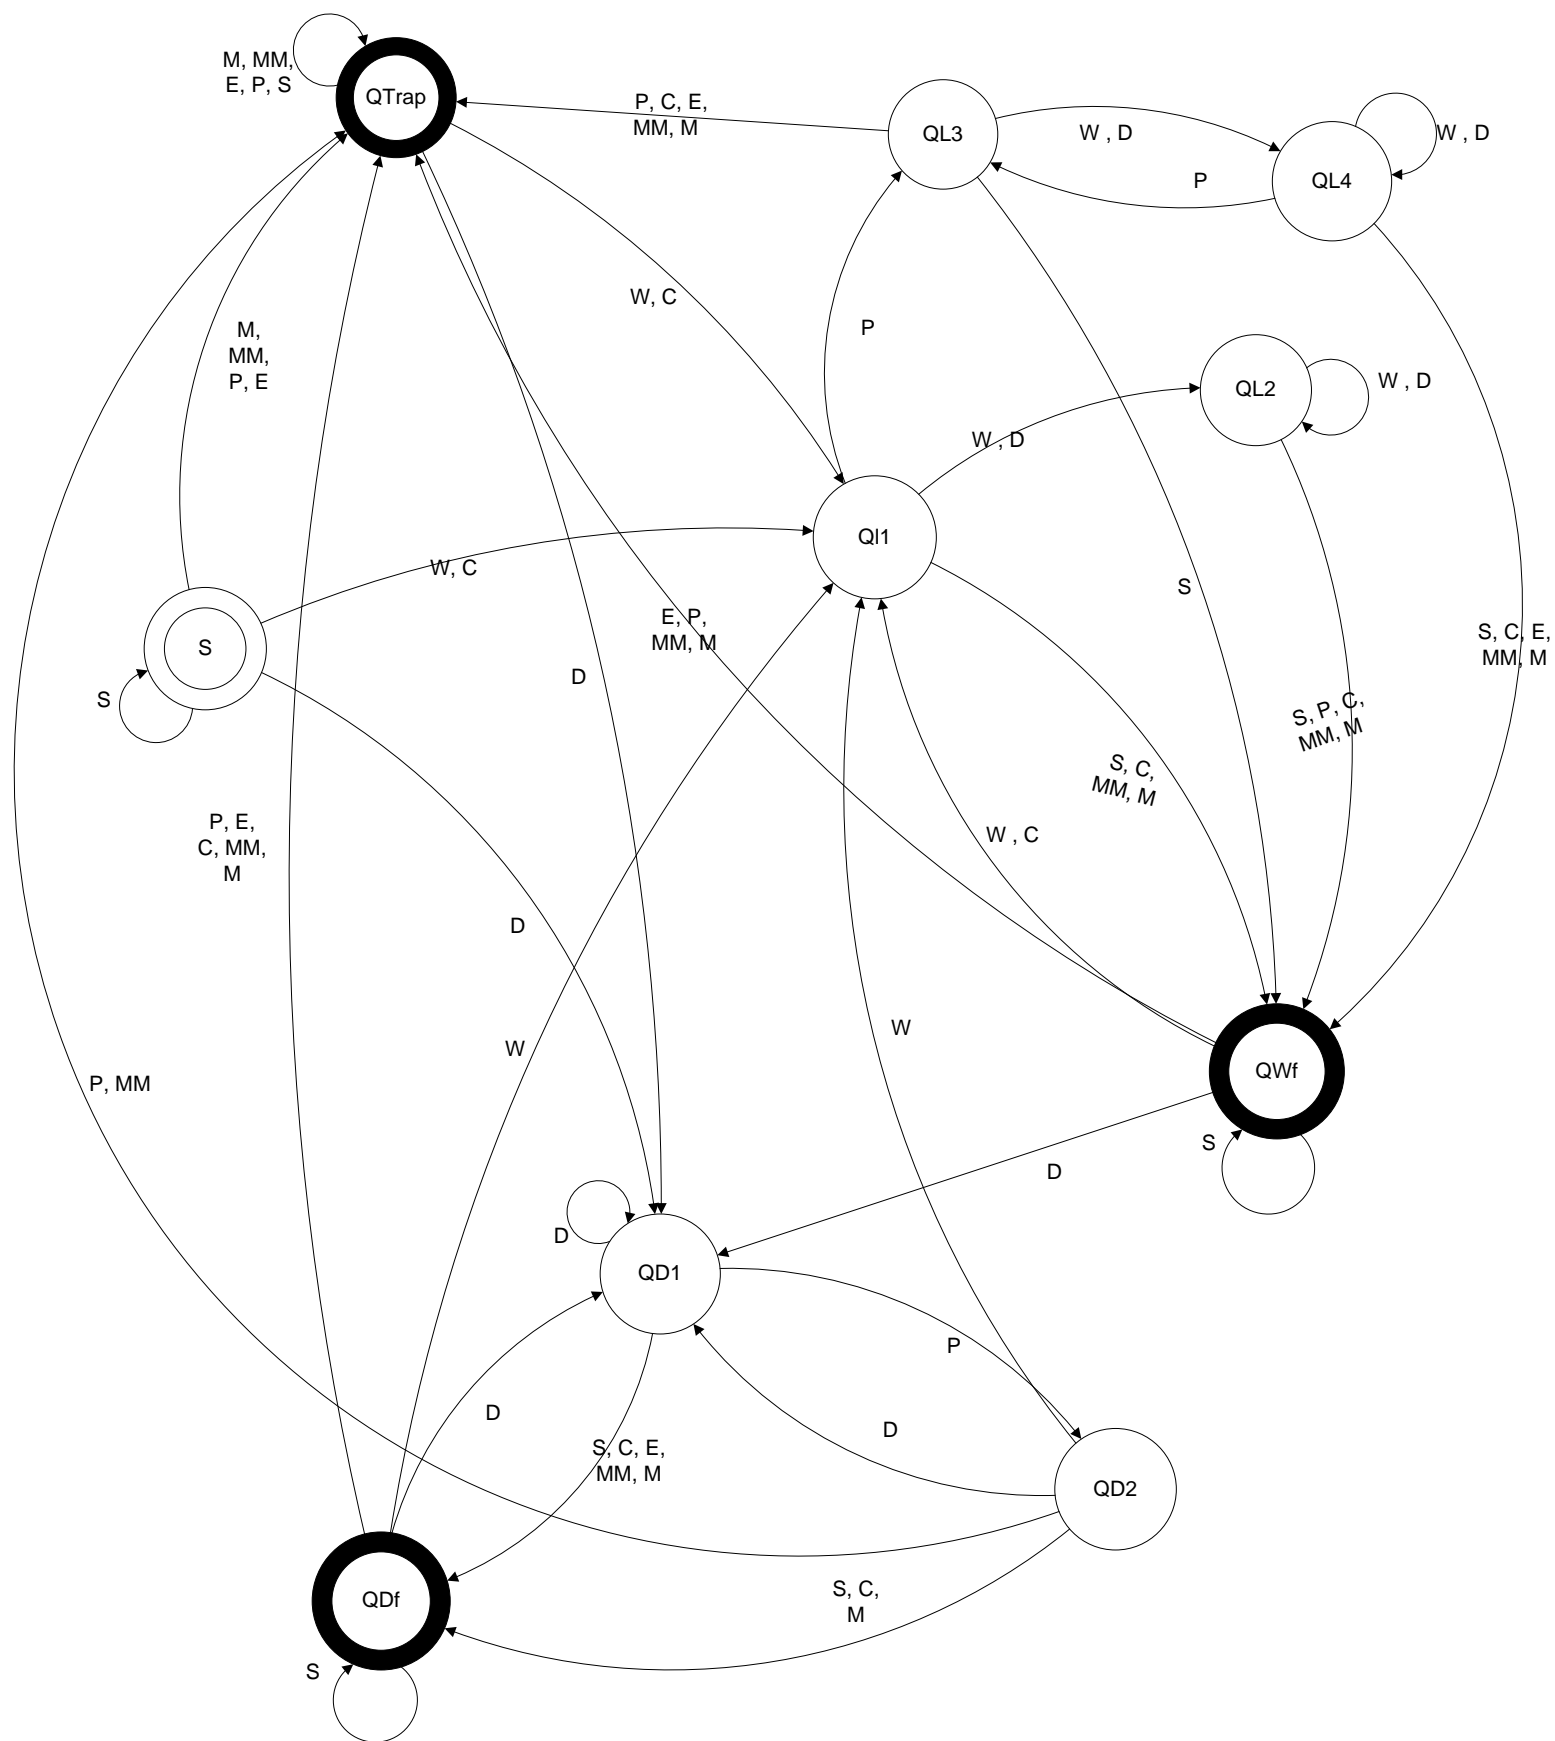 M, MM,
E, P, S
QTrap
P, C, E,
MM, M
QL3
W , D
QL4
W , D
P
W, C
M,
MM,
P, E
P
QL2
W , D
W , D
Ql1
W, C
S
E, P,
MM, M
S
S, C, E,
MM, M
S
D
S, P, C,
MM, M
S, C,
MM, M
P, E,
C, MM,
M
W , C
D
W
W
P, MM
QWf
S
D
D
QD1
P
D
D
S, C, E,
MM, M
QD2
QDf
S, C,
M
S